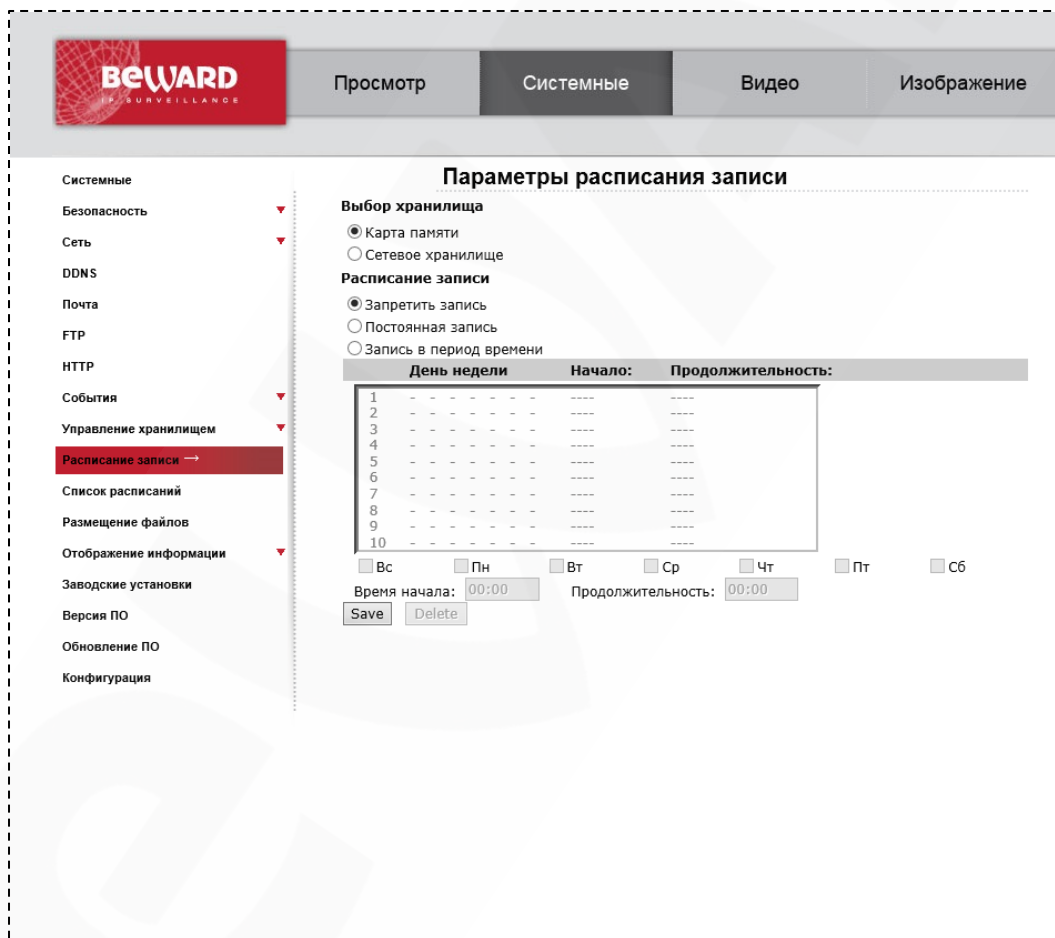 BEWARD
IP SURVEILLANCE
Просмотр Системные Видео Изображение
Системные
Безопасность
Сеть
DDNS
Почта
FTP
HTTP
События
Управление хранилищем
Расписание записи →
Список расписаний
Размещение файлов
Отображение информации
Заводские установки
Версия ПО
Обновление ПО
Конфигурация
Параметры расписания записи
Выбор хранилища
Карта памяти
Сетевое хранилище
Расписание записи
Запретить запись
Постоянная запись
Запись в период времени
День недели Начало: Продолжительность:
1 - - - - - - - ---- ----
2 - - - - - - - ---- ----
3 - - - - - - - ---- ----
4 - - - - - - - ---- ----
5 - - - - - - - ---- ----
6 - - - - - - - ---- ----
7 - - - - - - - ---- ----
8 - - - - - - - ---- ----
9 - - - - - - - ---- ----
10 - - - - - - - ---- ----
Вс Пн Вт Ср Чт Пт Сб
Время начала: 00:00 Продолжительность: 00:00
Save Delete